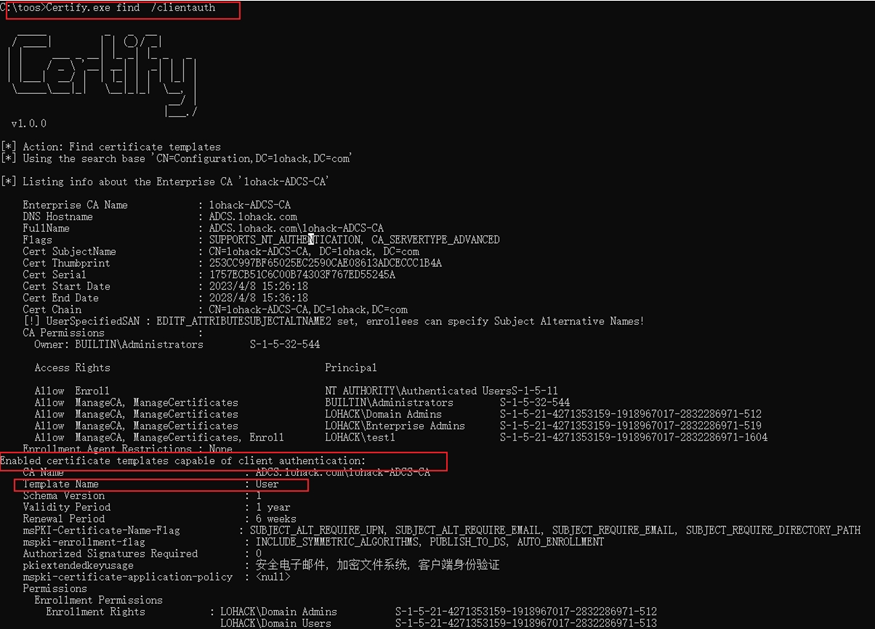 C:\toos>Certify.exe find /clientauth
v1.0.0
[*] Action: Find certificate templates
[*] Using the search base 'CN=Configuration,DC=lohack,DC=com'
[*] Listing info about the Enterprise CA 'lohack-ADCS-CA'
Enterprise CA Name : lohack-ADCS-CA
DNS Hostname : ADCS.lohack.com
FullName : ADCS.lohack.com\lohack-ADCS-CA
Flags : SUPPORTS_NT_AUTHENTICATION, CA_SERVERTYPE_ADVANCED
Cert SubjectName : CN=lohack-ADCS-CA, DC=lohack, DC=com
Cert Thumbprint : 253CC997BF65025EC2590CAE08613ADCECCC1B4A
Cert Serial : 1757ECB51C6C00B74303F767ED55245A
Cert Start Date : 2023/4/8 15:26:18
Cert End Date : 2028/4/8 15:36:18
Cert Chain : CN=lohack-ADCS-CA,DC=lohack,DC=com
[!] UserSpecifiedSAN : EDITF_ATTRIBUTESUBJECTALTNAME2 set, enrollees can specify Subject Alternative Names!
CA Permissions :
Owner: BUILTIN\Administrators S-1-5-32-544
Access Rights Principal
Allow Enroll NT AUTHORITY\Authenticated UsersS-1-5-11
Allow ManageCA, ManageCertificates BUILTIN\Administrators S-1-5-32-544
Allow ManageCA, ManageCertificates LOHACK\Domain Admins S-1-5-21-4271353159-1918967017-2832286971-512
Allow ManageCA, ManageCertificates LOHACK\Enterprise Admins S-1-5-21-4271353159-1918967017-2832286971-519
Allow ManageCA, ManageCertificates, Enroll LOHACK\test1 S-1-5-21-4271353159-1918967017-2832286971-1604
Enrollment Agent Restrictions : None
Enabled certificate templates capable of client authentication:
CA Name : ADCS.lohack.com\lohack-ADCS-CA
Template Name : User
Schema Version : 1
Validity Period : 1 year
Renewal Period : 6 weeks
msPKI-Certificate-Name-Flag : SUBJECT_ALT_REQUIRE_UPN, SUBJECT_ALT_REQUIRE_EMAIL, SUBJECT_REQUIRE_EMAIL, SUBJECT_REQUIRE_DIRECTORY_PATH
mspki-enrollment-flag : INCLUDE_SYMMETRIC_ALGORITHMS, PUBLISH_TO_DS, AUTO_ENROLLMENT
Authorized Signatures Required : 0
pkiextendedkeyusage : 安全电子邮件, 加密文件系统, 客户端身份验证
mspki-certificate-application-policy : <null>
Permissions
Enrollment Permissions
Enrollment Rights : LOHACK\Domain Admins S-1-5-21-4271353159-1918967017-2832286971-512
LOHACK\Domain Users S-1-5-21-4271353159-1918967017-2832286971-513